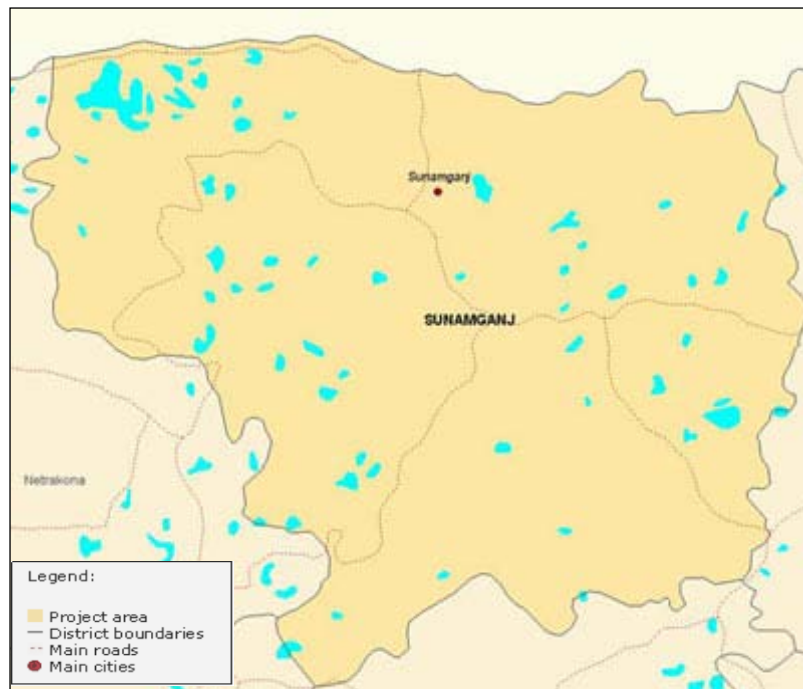 Sunamganj
SUNAMGANJ
Netrakona
Legend:
Project area
District boundaries
Main roads
Main cities